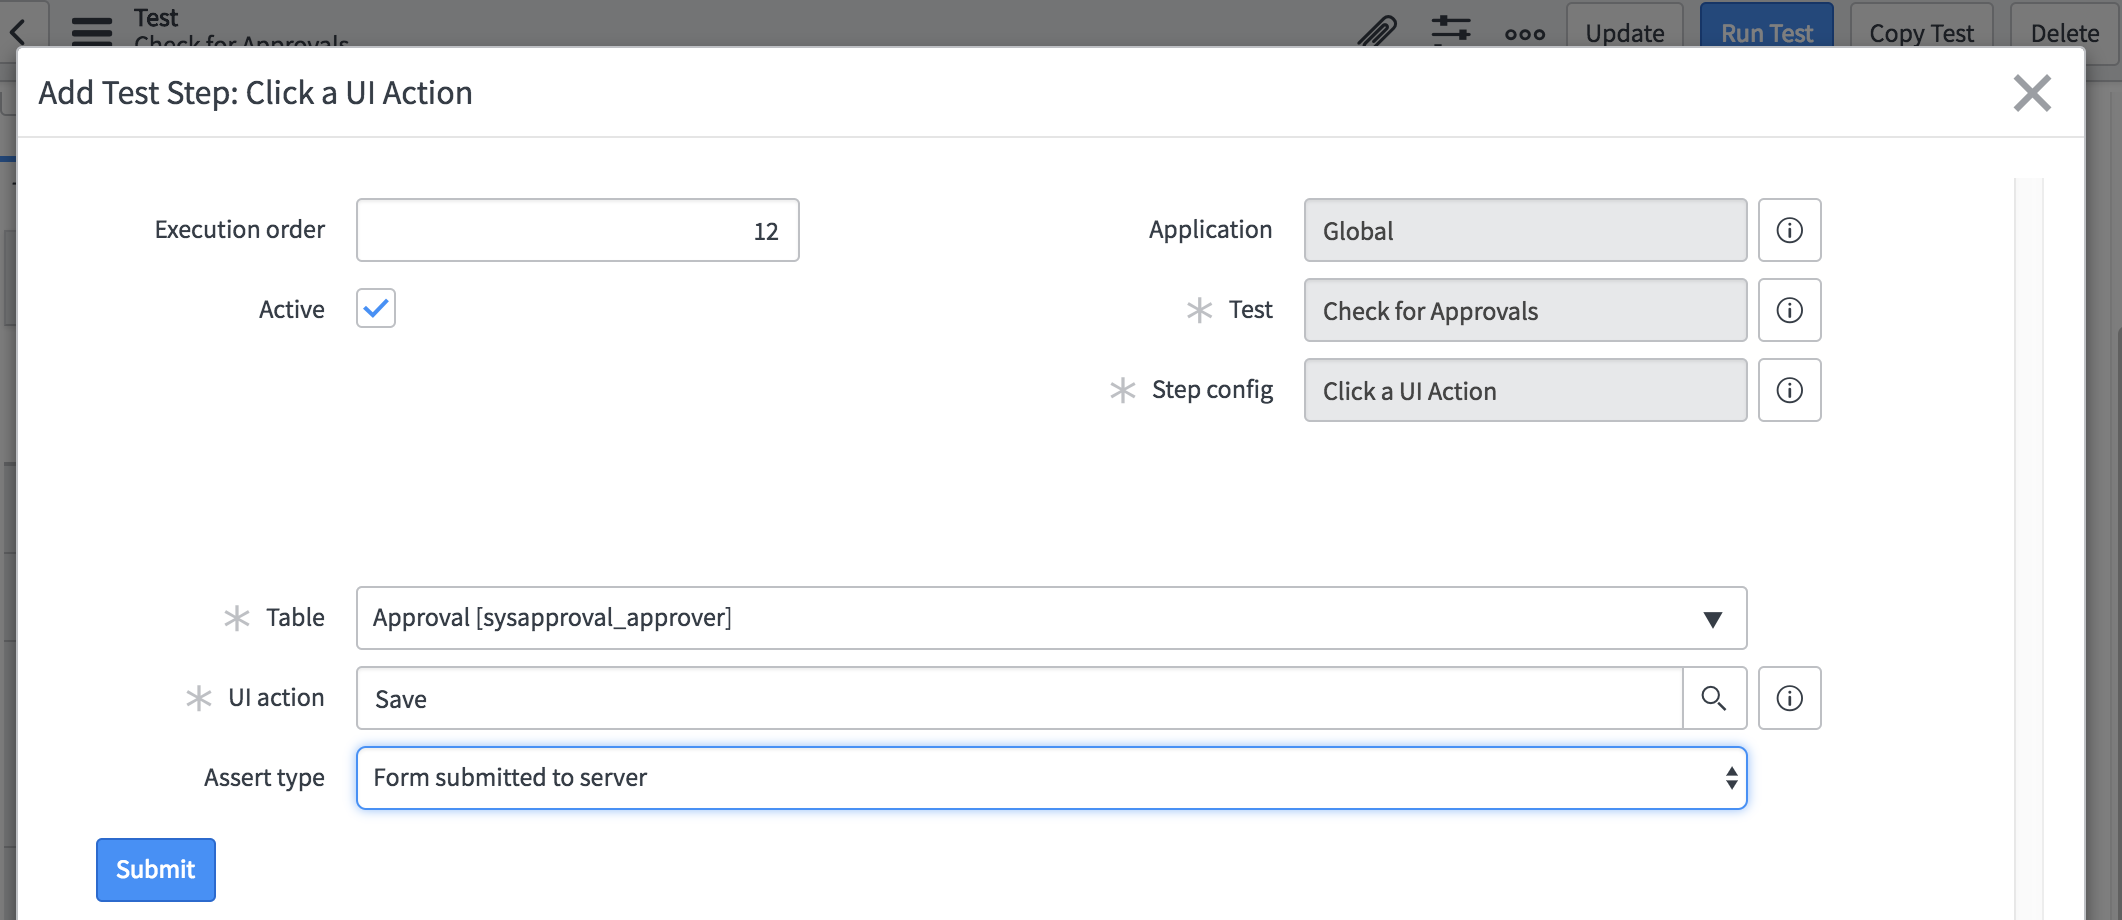 Test
Check for Approvals
Update
Run Test
Copy Test
Delete
Add Test Step: Click a UI Action
Execution order
12
Application
Global
Active
Test
Check for Approvals
Step config
Click a UI Action
Table
Approval [sysapproval_approver]
UI action
Save
Assert type
Form submitted to server
Submit